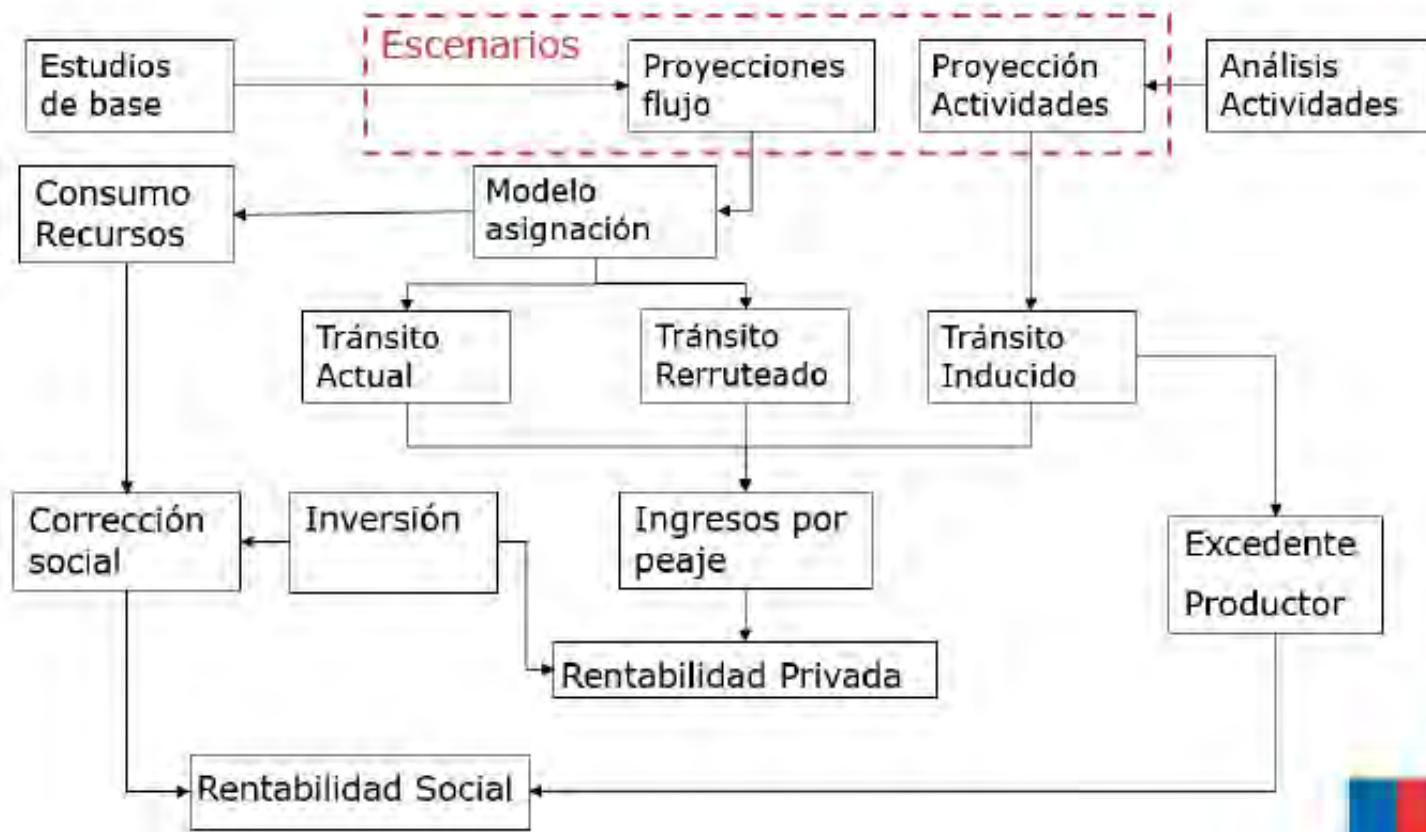 Escenarios
Estudios
de base
Proyecciones
flujo
Proyección
Actividades
Análisis
Actividades
Consumo
Recursos
Modelo
asignación
Tránsito
Actual
Tránsito
Rerruteado
Tránsito
Inducido
Corrección
social
Inversión
Ingresos por
peaje
Excedente
Productor
Rentabilidad Privada
Rentabilidad Social